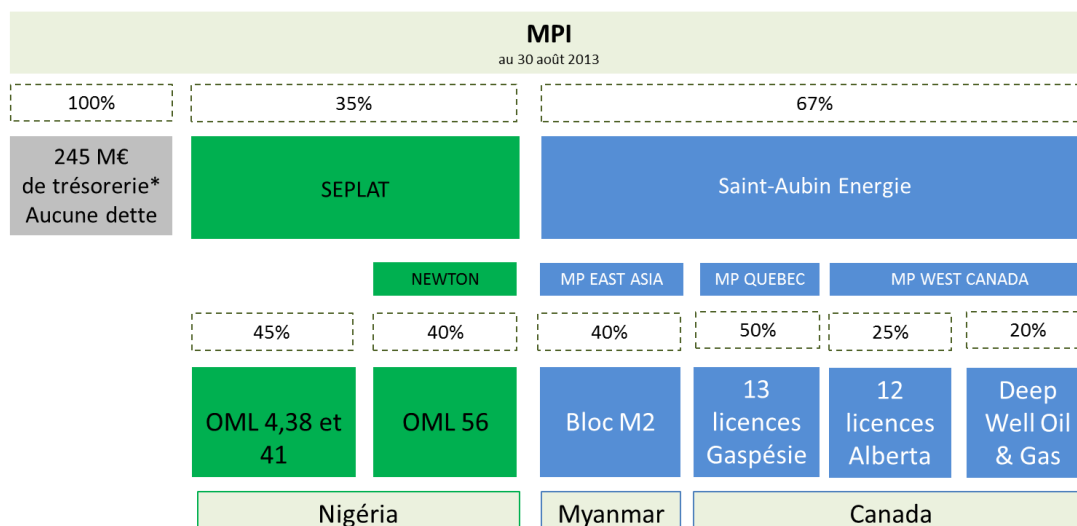 MPI
au 30 août 2013
100%
35%
67%
245 M€
de trésorerie*
Aucune dette
SEPLAT
Saint-Aubin Energie
NEWTON
MP EAST ASIA
MP QUEBEC
MP WEST CANADA
45%
40%
40%
50%
25%
20%
OML 4,38 et
41
OML 56
Bloc M2
13
licences
Gaspésie
12
licences
Alberta
Deep
Well Oil
& Gas
Nigéria
Myanmar
Canada